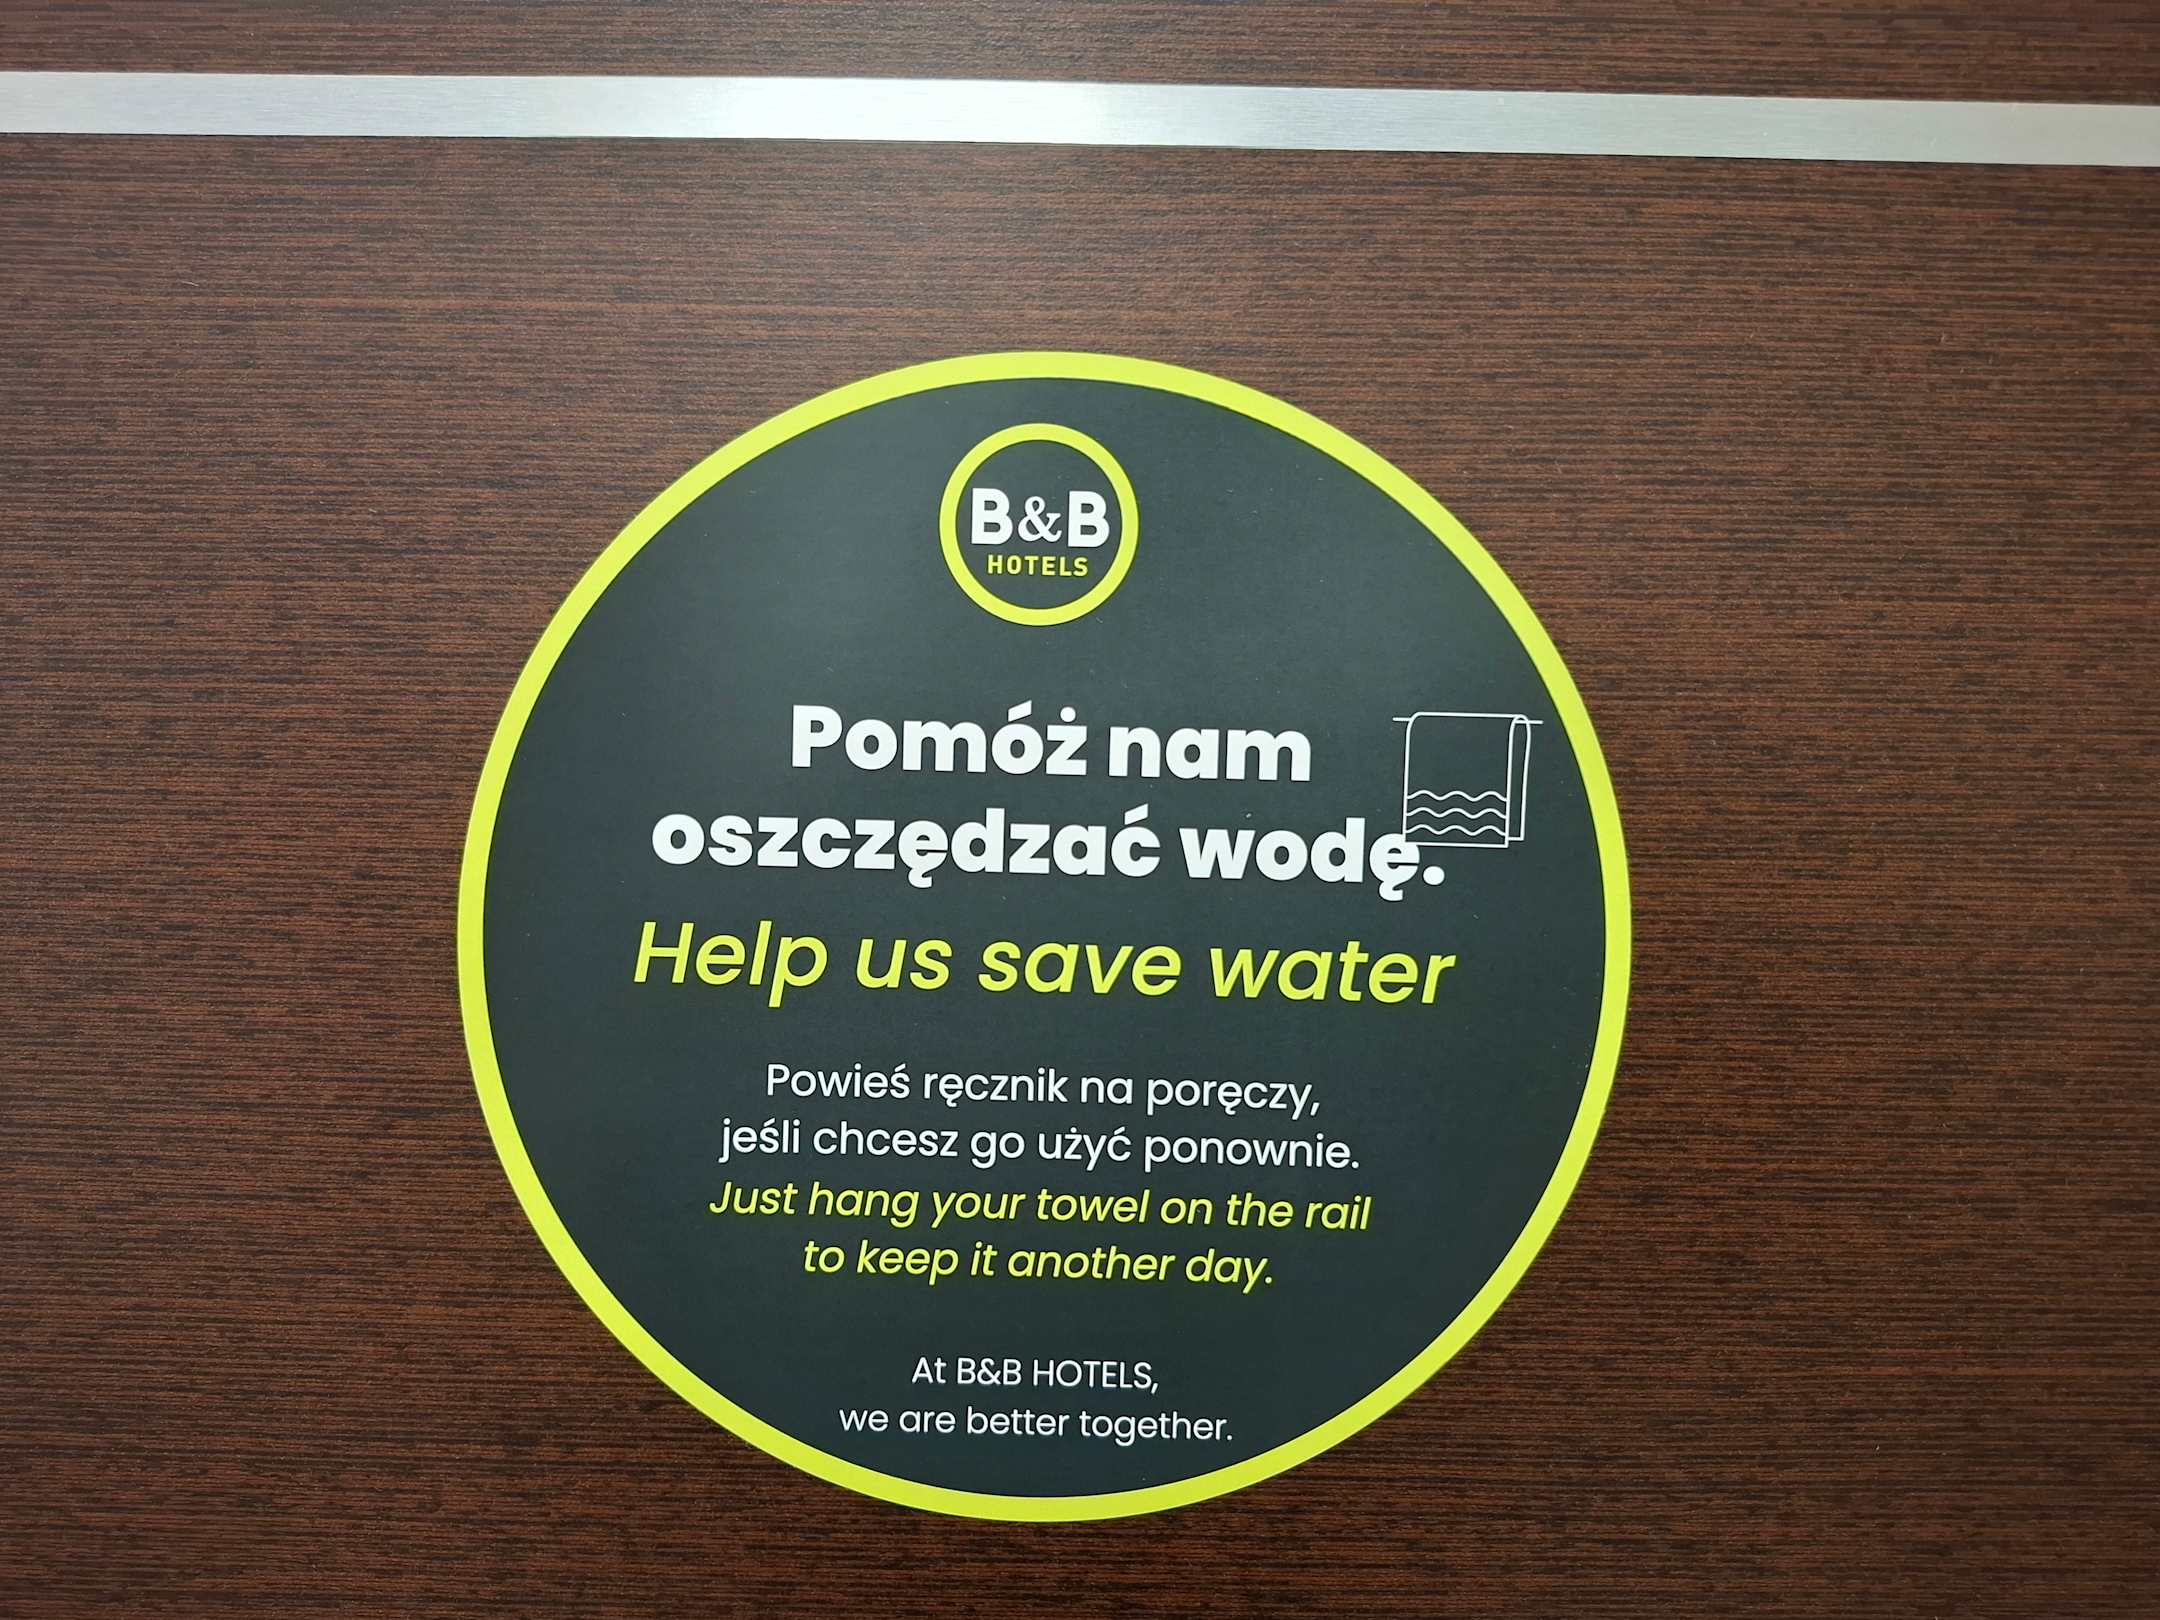 B&B
HOTELS
Pomóż nam
oszczędzać wodę.
Help us save water
Powieś ręcznik na poręczy,
jeśli chcesz go użyć ponownie.
Just hang your towel on the rail
to keep it another day.
At B&B HOTELS,
we are better together.